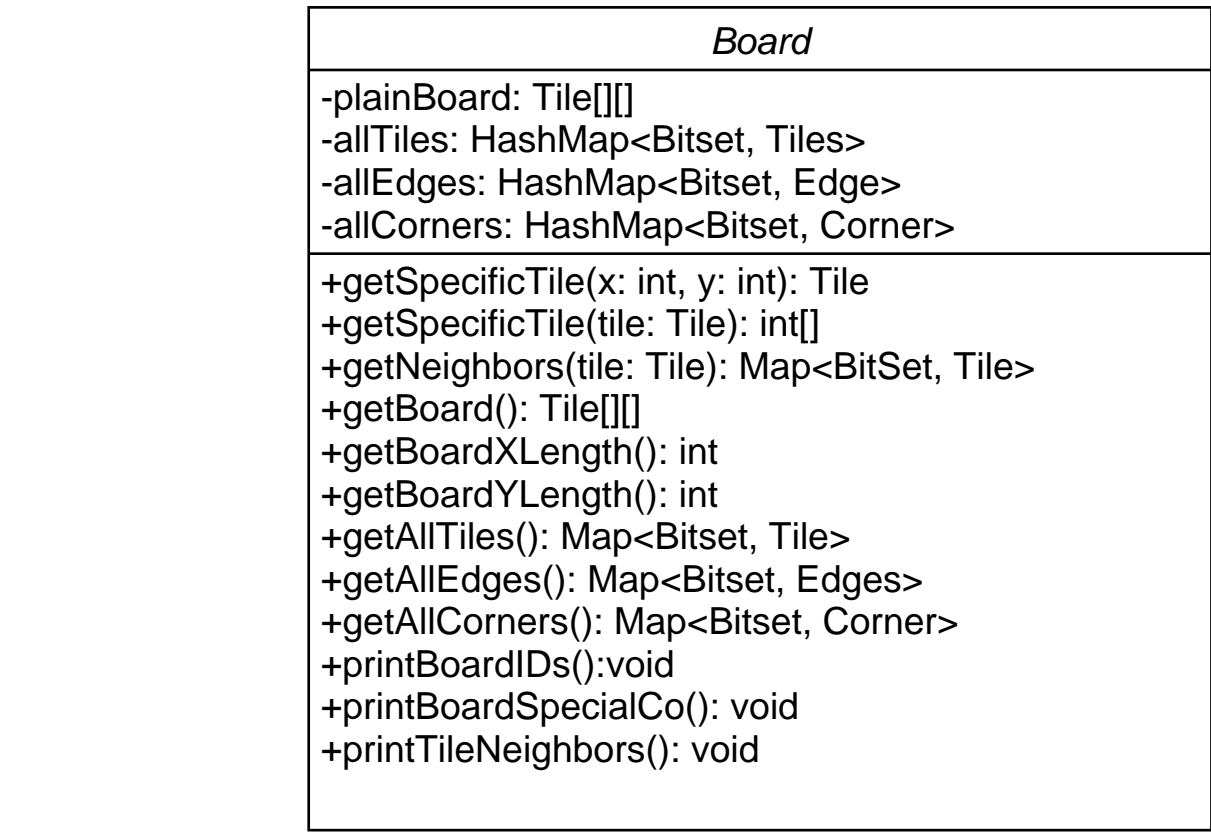 Board
-plainBoard: Tile[][]
-allTiles: HashMap<Bitset, Tiles>
-allEdges: HashMap<Bitset, Edge>
-allCorners: HashMap<Bitset, Corner>
+getSpecificTile(x: int, y: int): Tile
+getSpecificTile(tile: Tile): int[]
+getNeighbors(tile: Tile): Map<BitSet, Tile>
+getBoard(): Tile[][]
+getBoardXLength(): int
+getBoardYLength(): int
+getAllTiles(): Map<Bitset, Tile>
+getAllEdges(): Map<Bitset, Edges>
+getAllCorners(): Map<Bitset, Corner>
+printBoardIDs():void
+printBoardSpecialCo(): void
+printTileNeighbors(): void